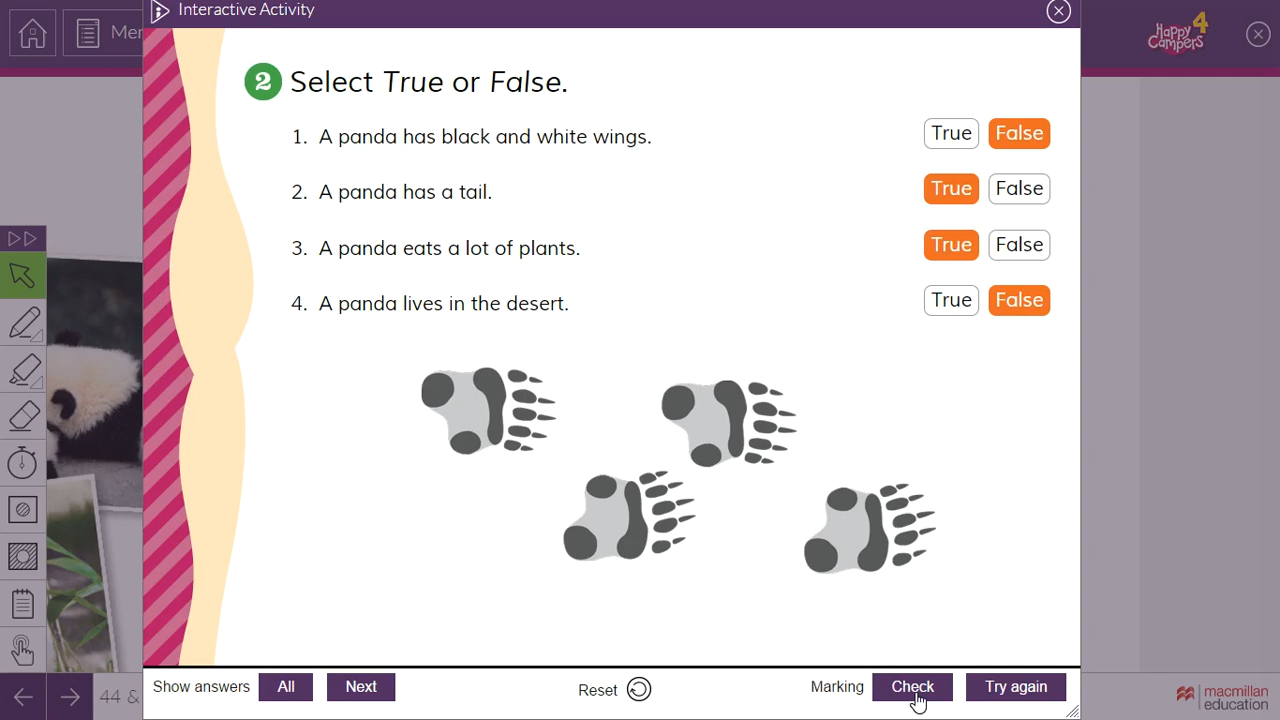 Interactive Activity
Men
Happy Campers 4
2 Select True or False.
1. A panda has black and white wings. True False
2. A panda has a tail. True False
3. A panda eats a lot of plants. True False
4. A panda lives in the desert. True False
44 &
Show answers All Next Reset Marking Check Try again
macmillan
education